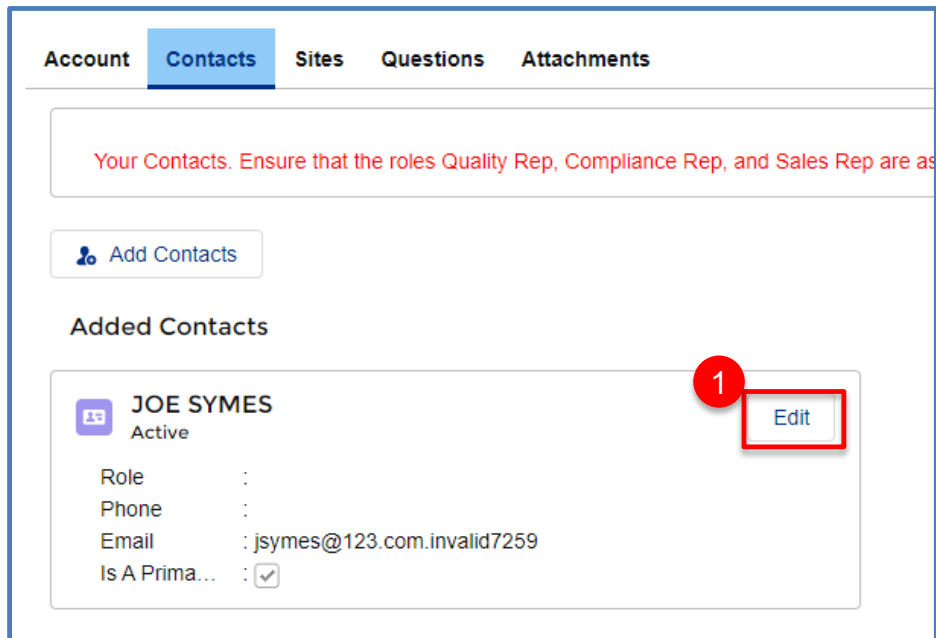 Account Contacts Sites Questions Attachments
Your Contacts. Ensure that the roles Quality Rep, Compliance Rep, and Sales Rep are as
Add Contacts
Added Contacts
1
JOE SYMES
Edit
Active
Role :
Phone :
Email : jsymes@123.com.invalid7259
Is A Prima... :